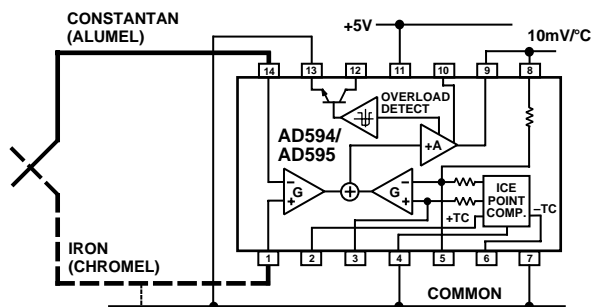 CONSTANTAN
(ALUMEL)
+5V
10mV/°C
14
13
12
11
10
9
8
OVERLOAD
DETECT
AD594/
AD595
+A
–
G
+
–
G
+
ICE
POINT
COMP.
+TC
–TC
IRON
(CHROMEL)
1
2
3
4
5
6
7
COMMON